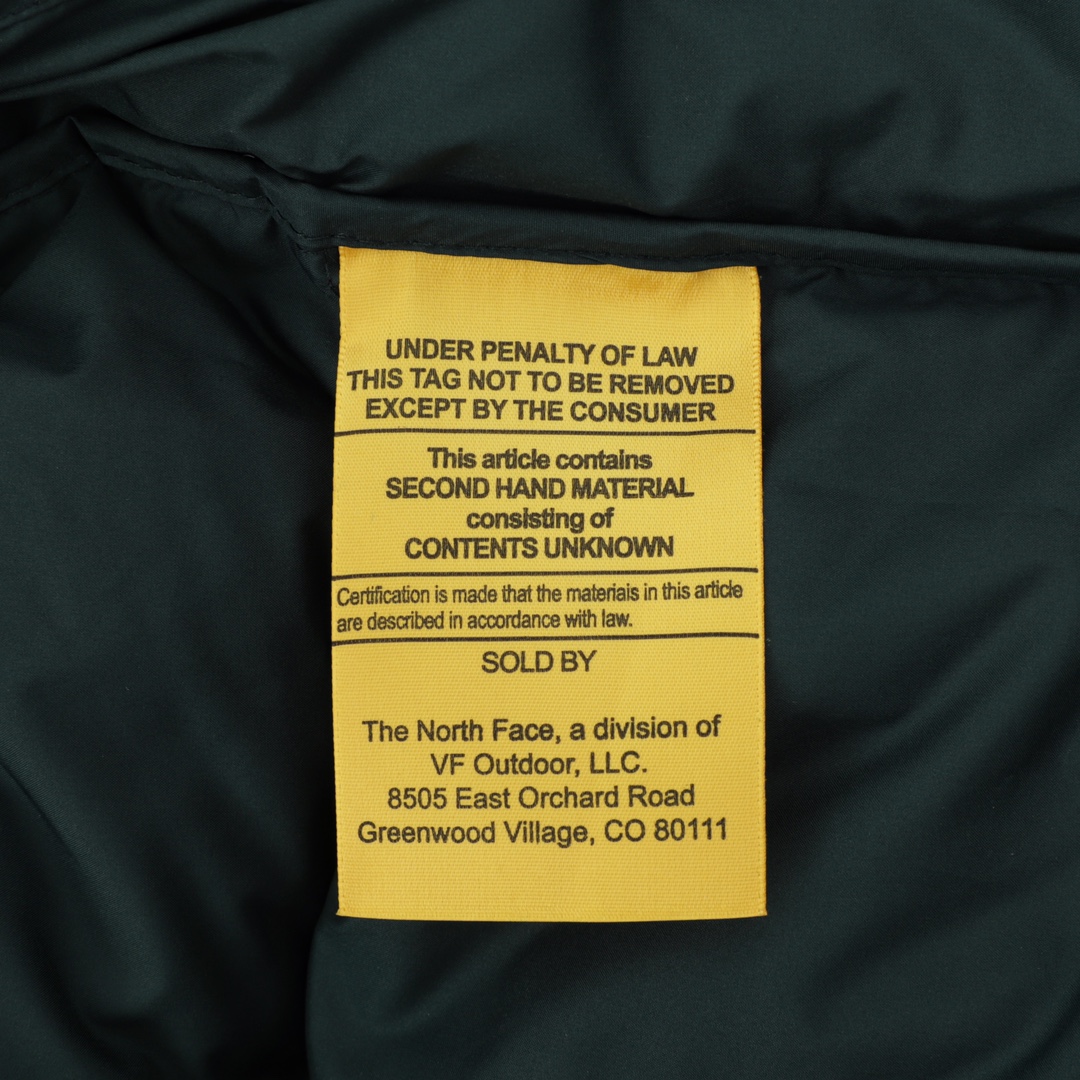 UNDER PENALTY OF LAW
THIS TAG NOT TO BE REMOVED
EXCEPT BY THE CONSUMER
This article contains
SECOND HAND MATERIAL
consisting of
CONTENTS UNKNOWN
Certification is made that the materials in this article
are described in accordance with law.
SOLD BY
The North Face, a division of
VF Outdoor, LLC.
8505 East Orchard Road
Greenwood Village, CO 80111